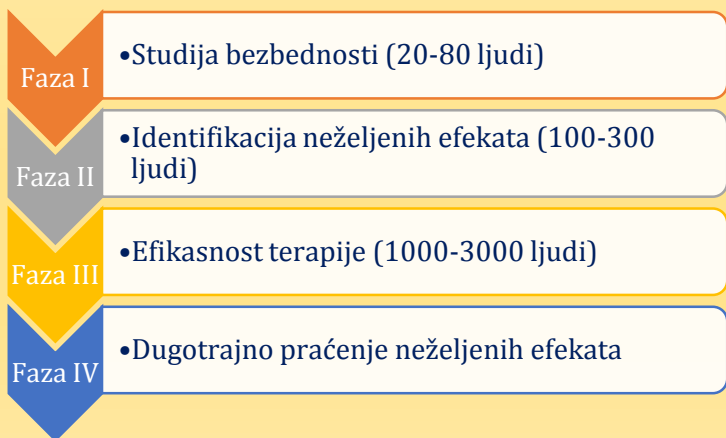 Faza I
•Studija bezbednosti (20-80 ljudi)
Faza II
•Identifikacija neželjenih efekata (100-300
ljudi)
Faza III
•Efikasnost terapije (1000-3000 ljudi)
Faza IV
•Dugotrajno praćenje neželjenih efekata